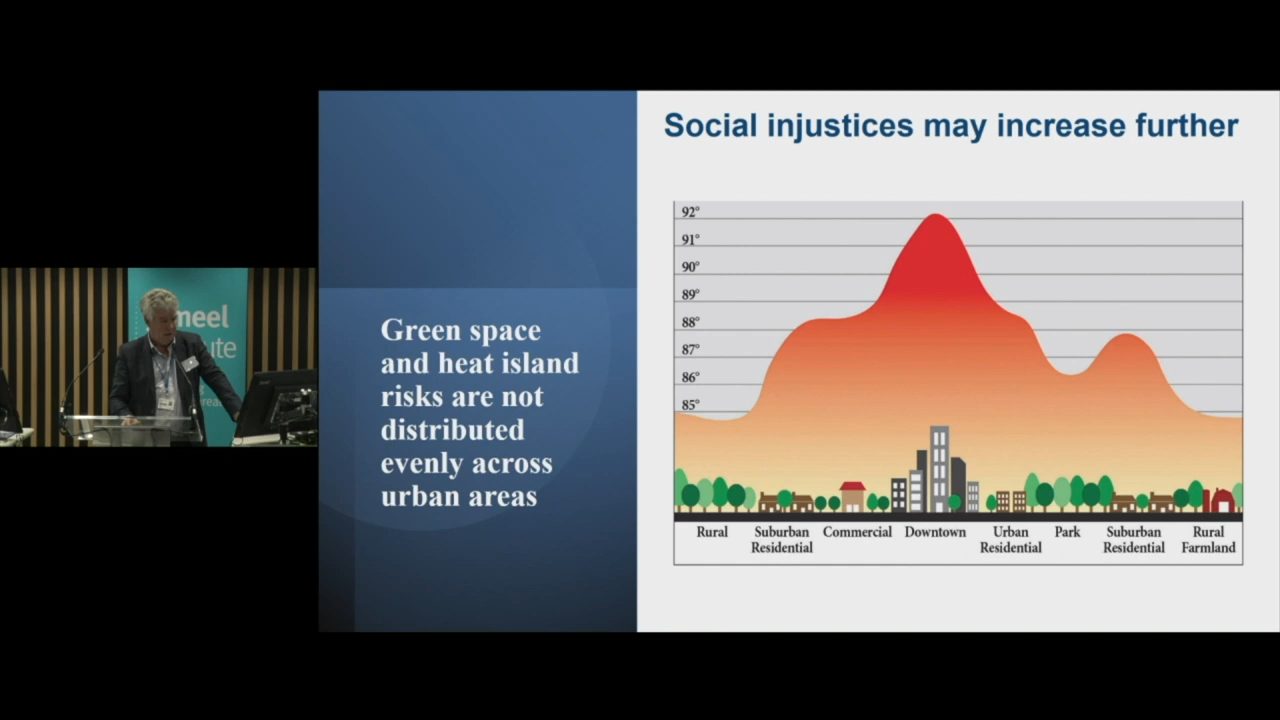 Social injustices may increase further
Green space
and heat island
risks are not
distributed
evenly across
urban areas
92°
91°
90°
89°
88°
87°
86°
85°
Rural
Suburban
Residential
Commercial
Downtown
Urban
Residential
Park
Suburban
Residential
Rural
Farmland
neel
ute